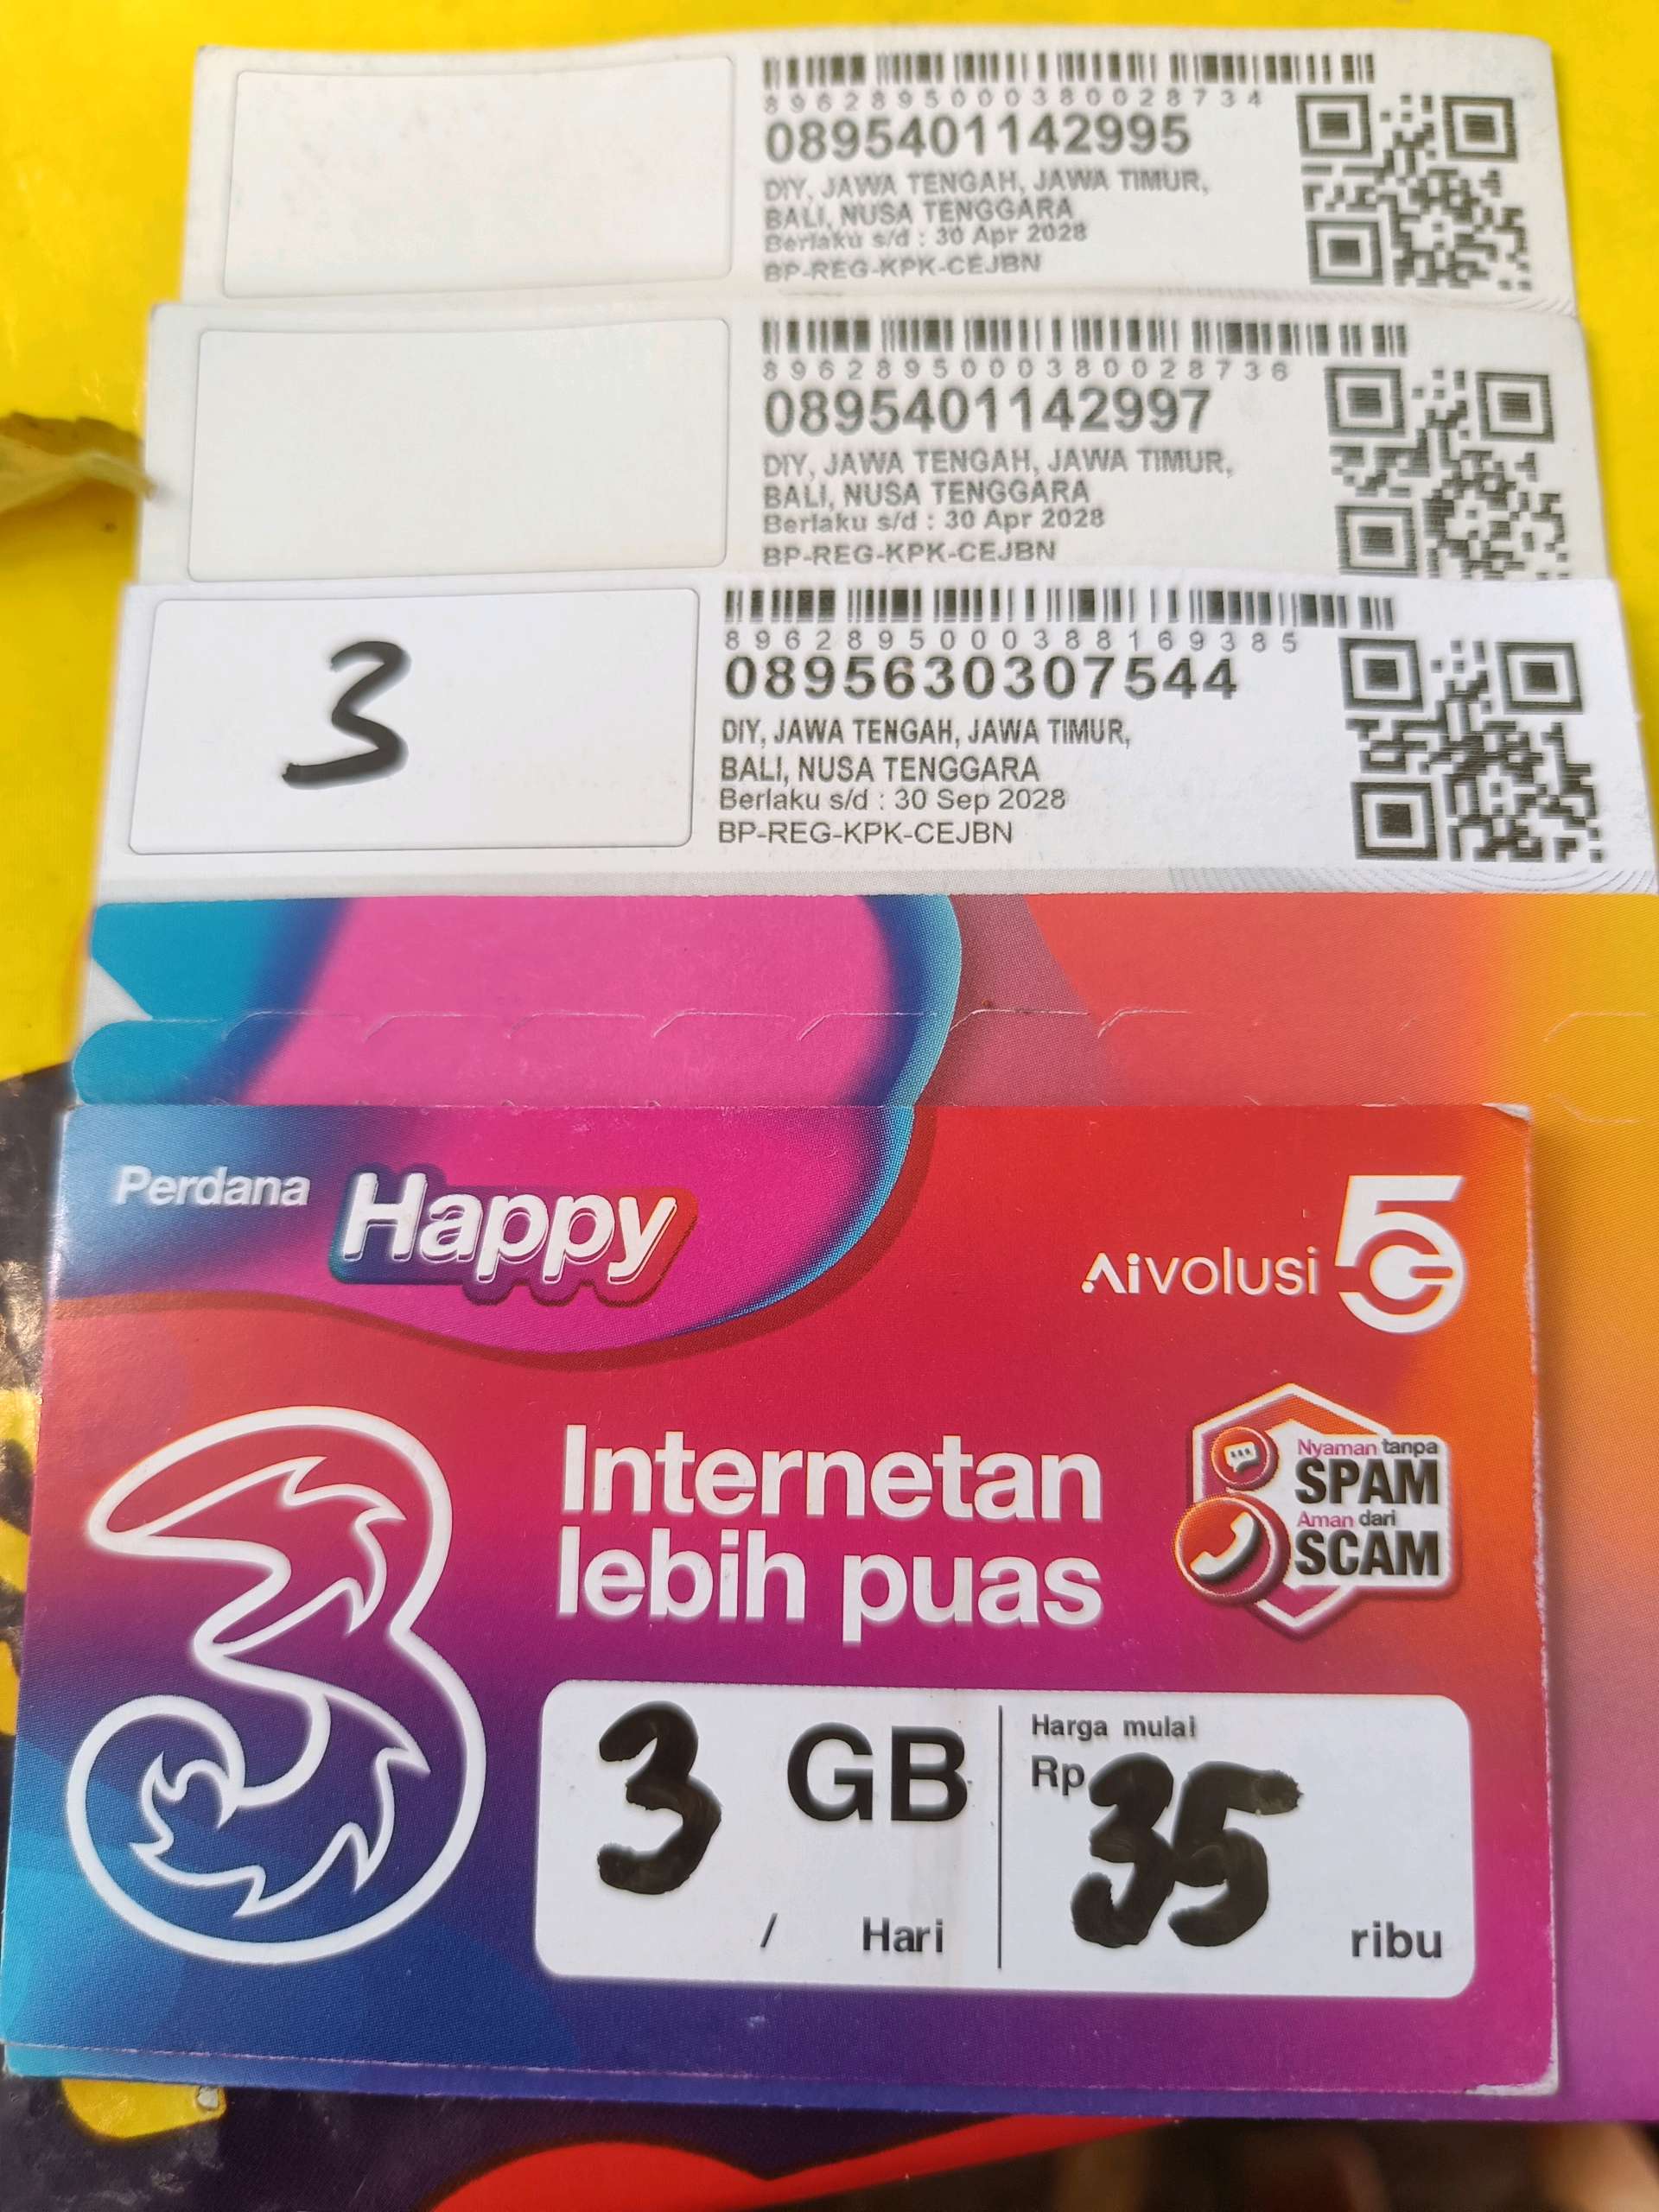 8962895000380028734
0895401142995
DIY, JAWA TENGAH, JAWA TIMUR,
BALI, NUSA TENGGARA
Berlaku s/d : 30 Apr 2028
BP-REG-KPK-CEJBN
8962895000380028736
0895401142997
DIY, JAWA TENGAH, JAWA TIMUR,
BALI, NUSA TENGGARA
Berlaku s/d : 30 Apr 2028
BP-REG-KPK-CEJBN
3
8962895000388169385
0895630307544
DIY, JAWA TENGAH, JAWA TIMUR,
BALI, NUSA TENGGARA
Berlaku s/d : 30 Sep 2028
BP-REG-KPK-CEJBN
Perdana Happy
Aivolusi 5G
3
Internetan
lebih puas
Nyaman tanpa
SPAM
Aman dari
SCAM
3 GB
/ Hari
Harga mulai
Rp 35 ribu